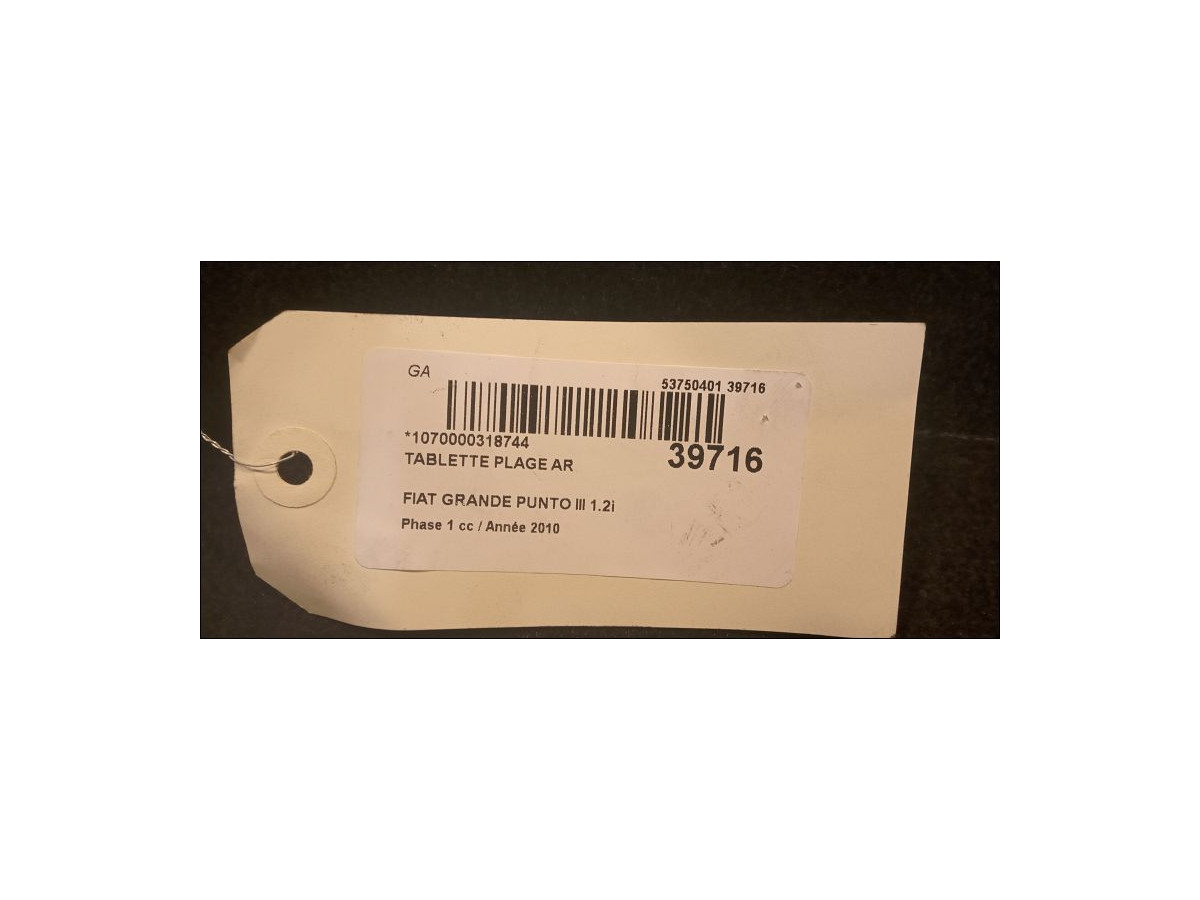 GA
53750401 39716
*1070000318744
39716
TABLETTE PLAGE AR
FIAT GRANDE PUNTO III 1.2i
Phase 1 cc / Année 2010